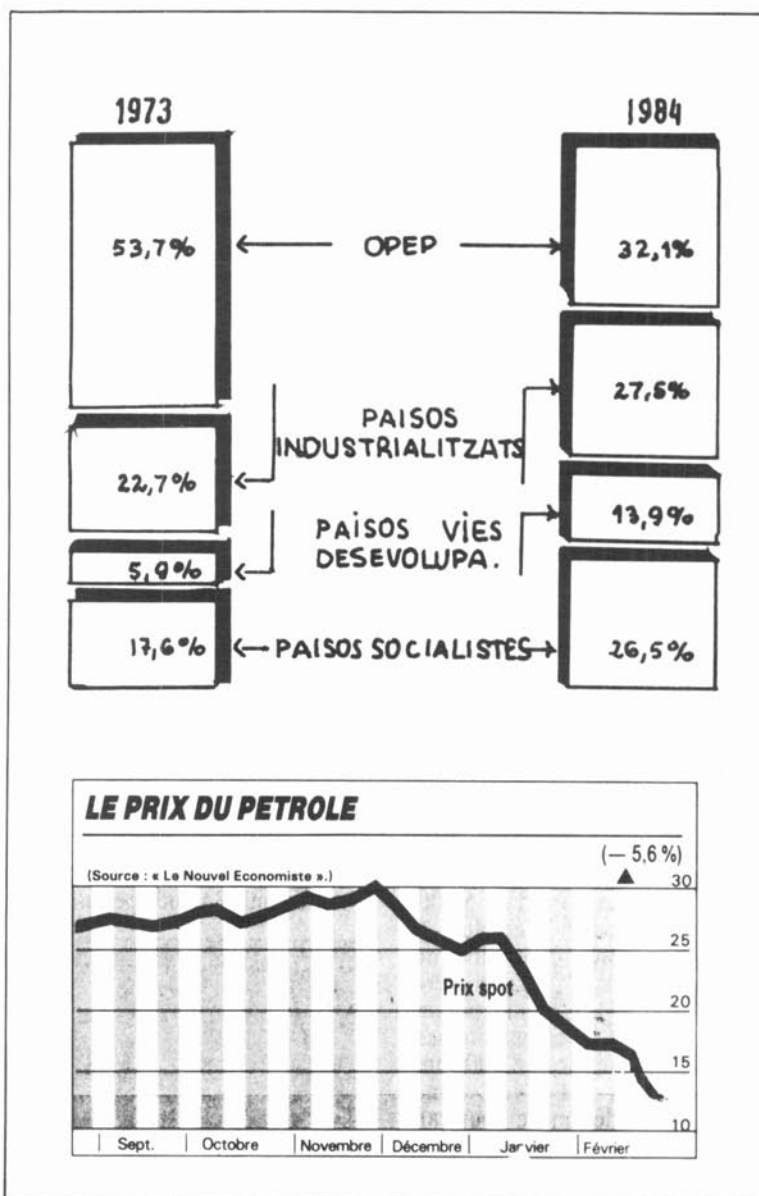 1973 1984
53,7% OPEP 32,1%
27,5%
PAISOS
INDUSTRIALITZATS
22,7%
13,9%
PAÏSOS VIES
DESEVOLUPA.
5,9%
17,6% PAISOS SOCIALISTES 26,5%
LE PRIX DU PETROLE
(— 5,6 %)
(Source : « Le Nouvel Economiste ».)
30
25
Prix spot
20
15
10
Sept. Octobre Novembre Décembre Janvier Février